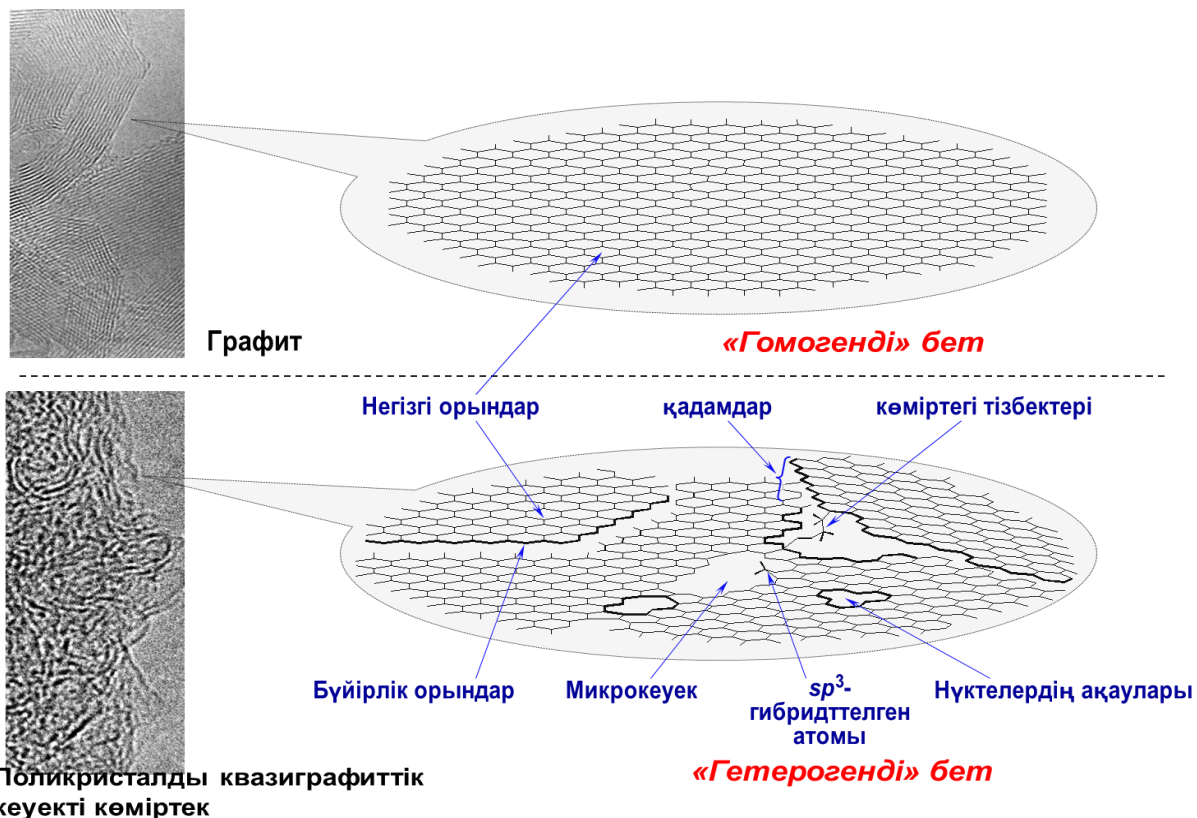 Графит
«Гомогенді» бет
Негізгі орындар
қадамдар
көміртегі тізбектері
Бүйірлік орындар
Микрокеуек
sp³-
гибридттелген
атомы
Нүктелердің ақаулары
«Гетерогенді» бет
Поликристалды квазиграфиттік
кеуекті көміртек